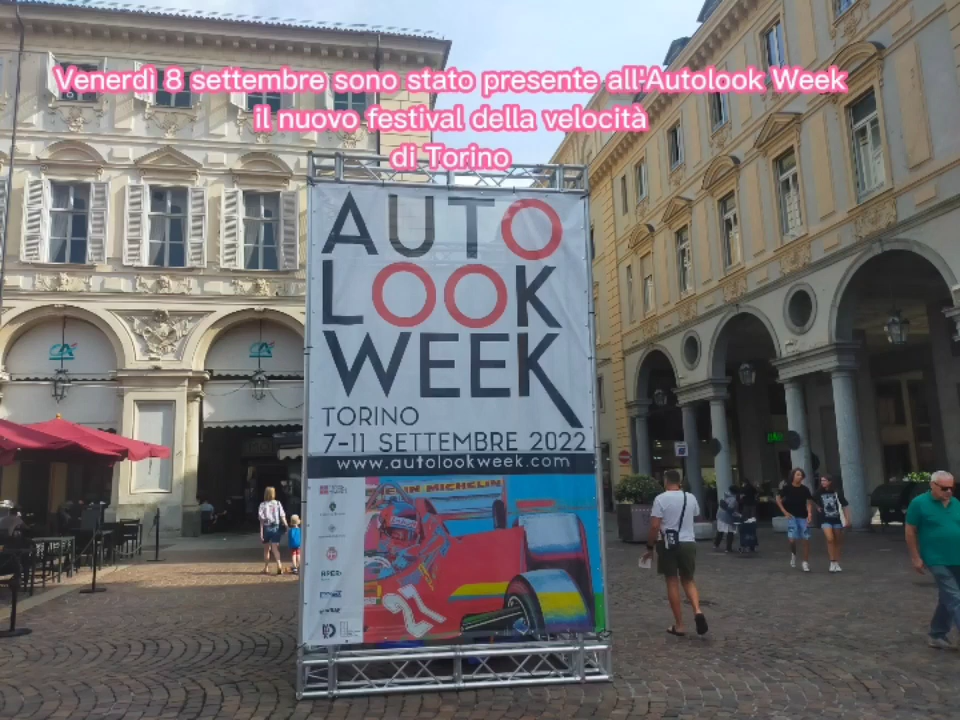 Venerdì 8 settembre sono stato presente all'Autolook Week
il nuovo festival della velocità
di Torino
AUTO
LOOK
WEEK
TORINO
7-11 SETTEMBRE 2022
www.autolookweek.com
MICHELIN
27